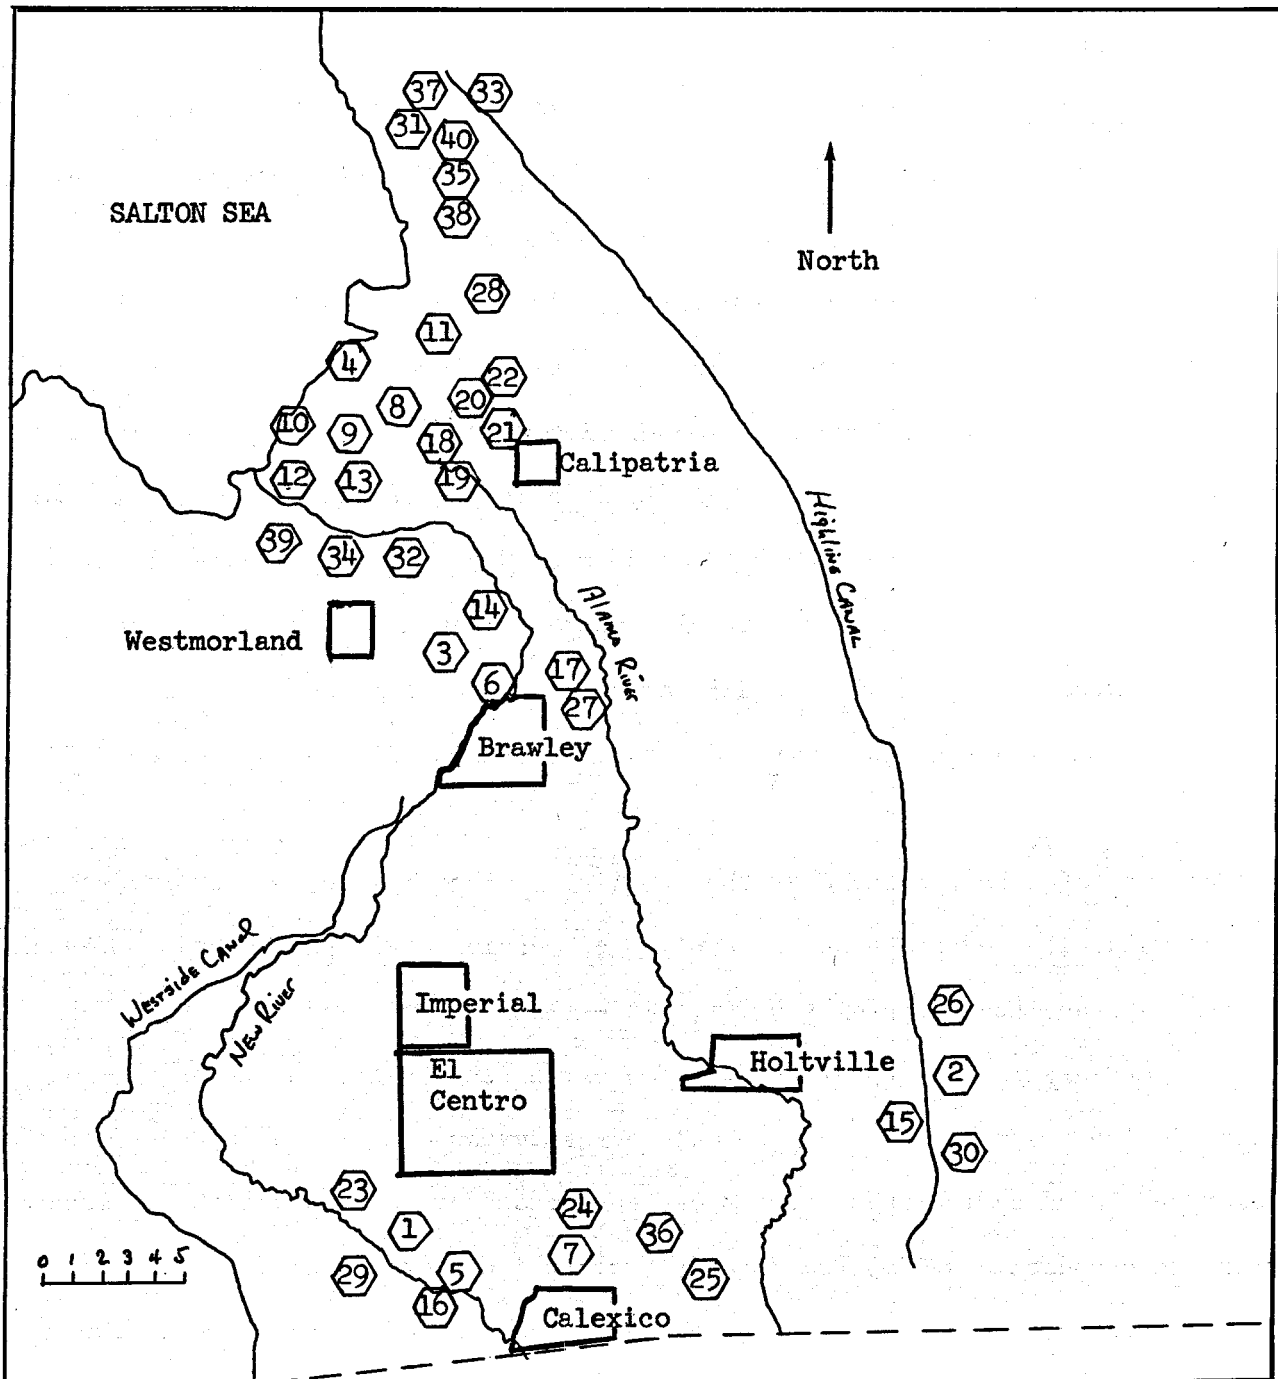 37 33
31 40
35
SALTON SEA 38
North
28
11
4
22
20
8
10 9 18 21
Calipatria
12 13 19
Highline Canal
39 34 32
Alamo River
14
Westmorland 3
17
6
27
Brawley
Westside Canal
New River
Imperial
26
El
Centro
Holtville
2
15
30
23
24
1 36
7
5
29 25
0 1 2 3 4 5
16
Calexico